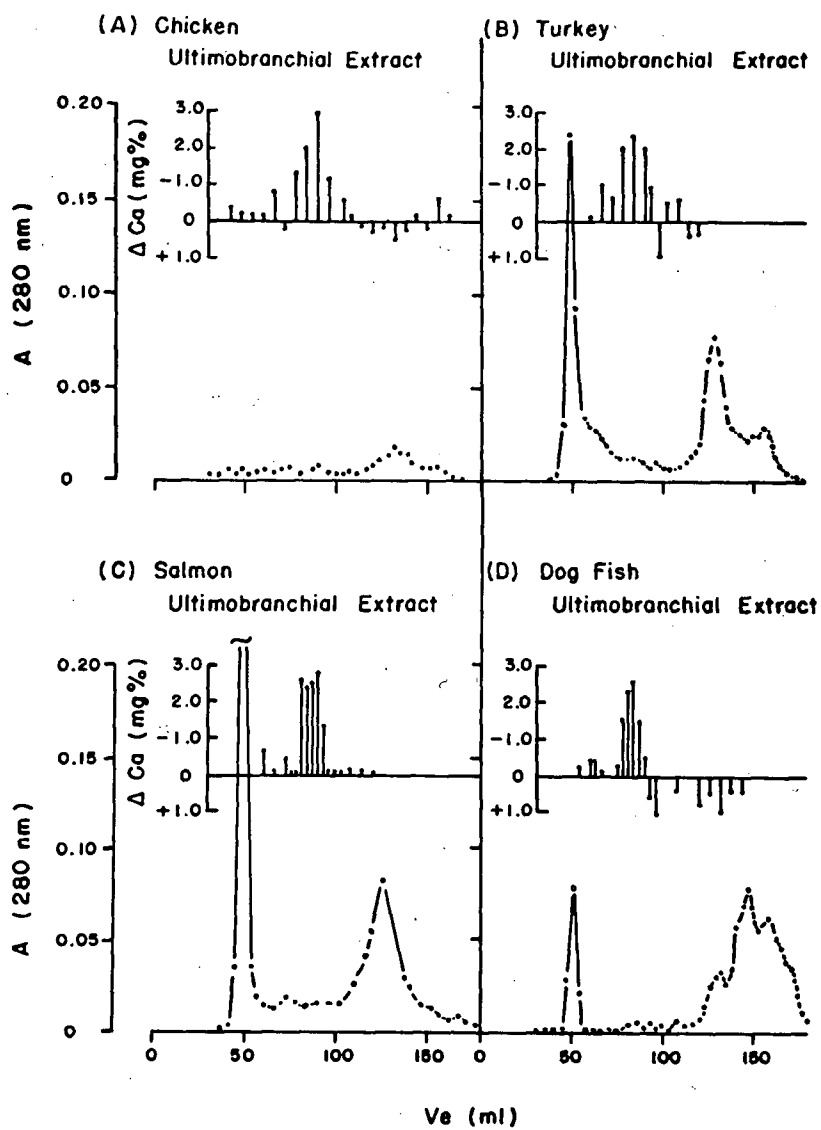 (A) Chicken
Ultimobranchial Extract
(B) Turkey
Ultimobranchial Extract
A (280 nm)
0.20
0.15
0.10
0.05
0
Δ Ca (mg%)
3.0
2.0
-1.0
0
+1.0
3.0
2.0
-1.0
0
+1.0
(C) Salmon
Ultimobranchial Extract
(D) Dog Fish
Ultimobranchial Extract
A (280 nm)
0.20
0.15
0.10
0.05
0
Δ Ca (mg%)
3.0
2.0
-1.0
0
+1.0
3.0
2.0
-1.0
0
+1.0
0 50 100 150 0 50 100 150
Ve (ml)